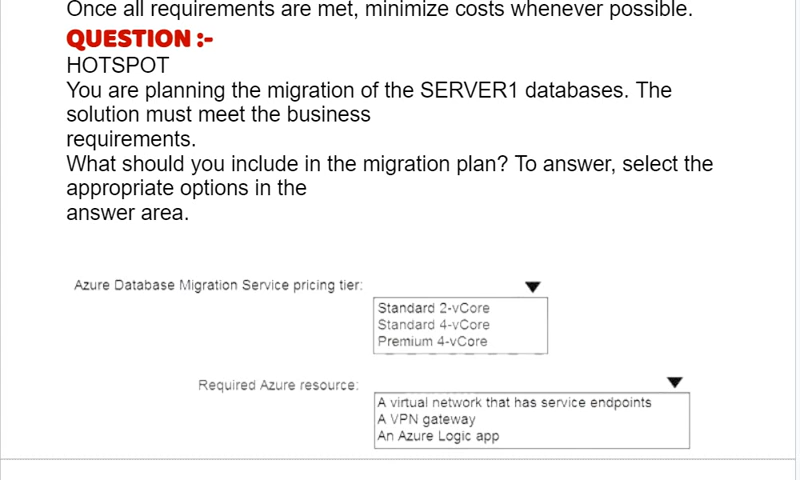 Once all requirements are met, minimize costs whenever possible.
QUESTION :-
HOTSPOT
You are planning the migration of the SERVER1 databases. The
solution must meet the business
requirements.
What should you include in the migration plan? To answer, select the
appropriate options in the
answer area.
Azure Database Migration Service pricing tier:
Standard 2-vCore
Standard 4-vCore
Premium 4-vCore
Required Azure resource:
A virtual network that has service endpoints
A VPN gateway
An Azure Logic app